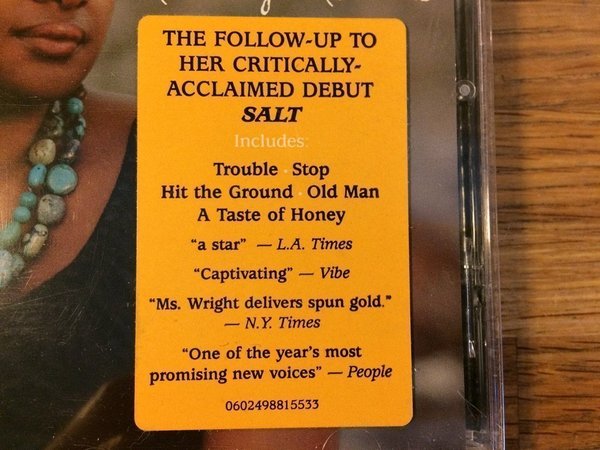 THE FOLLOW-UP TO
HER CRITICALLY-
ACCLAIMED DEBUT
SALT
Includes:
Trouble · Stop
Hit the Ground · Old Man
A Taste of Honey
“a star” — L.A. Times
“Captivating” — Vibe
“Ms. Wright delivers spun gold.”
— N.Y. Times
“One of the year’s most
promising new voices” — People
0602498815533